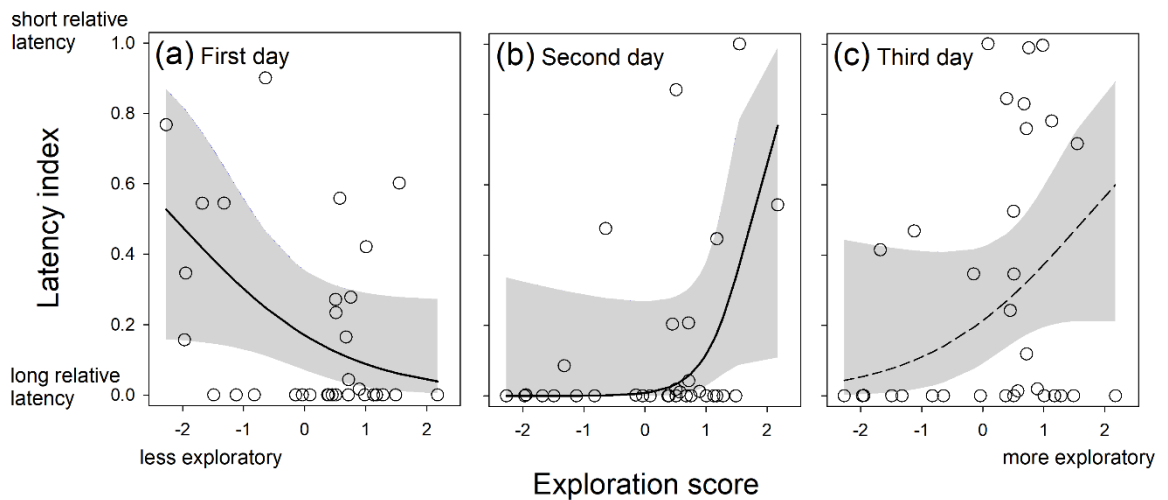 short relative
latency
(a) First day
(b) Second day
(c) Third day
Latency index
1.0
0.8
0.6
0.4
0.2
0.0
long relative
latency
-2 -1 0 1 2
-2 -1 0 1 2
-2 -1 0 1 2
less exploratory
more exploratory
Exploration score